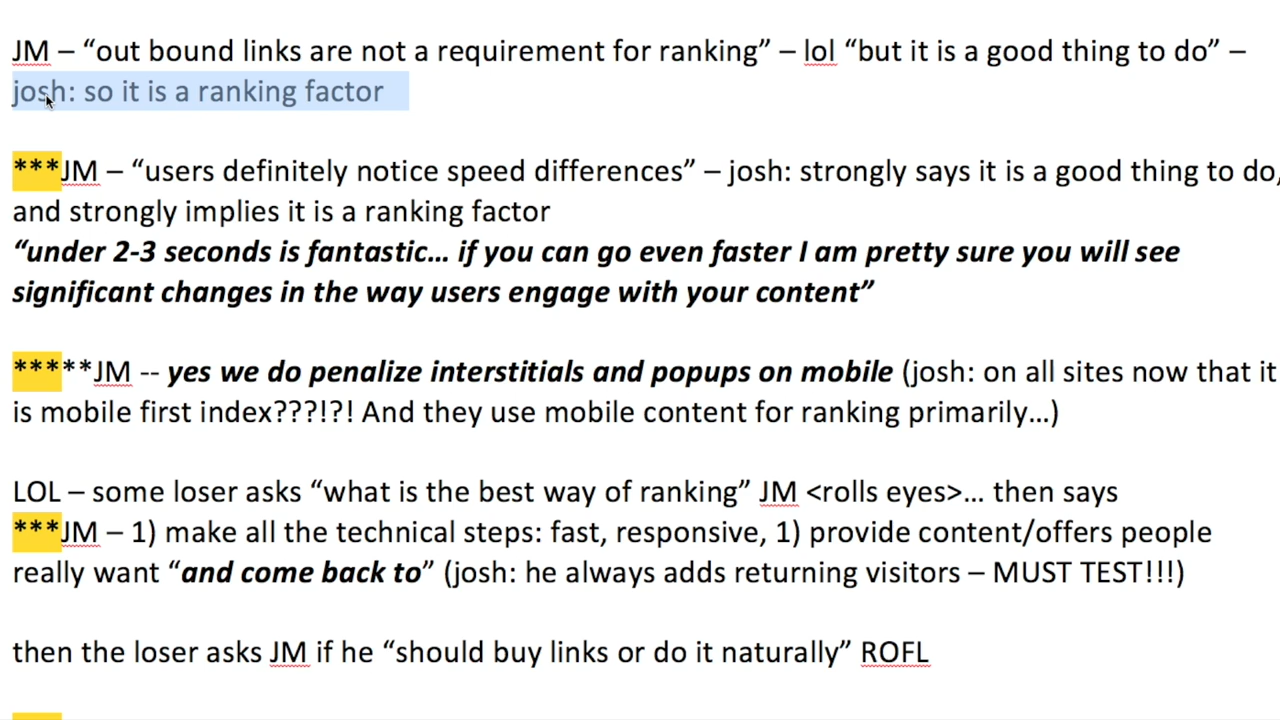 JM – “out bound links are not a requirement for ranking” – lol “but it is a good thing to do” –
josh: so it is a ranking factor
***JM – “users definitely notice speed differences” – josh: strongly says it is a good thing to do,
and strongly implies it is a ranking factor
“under 2-3 seconds is fantastic… if you can go even faster I am pretty sure you will see
significant changes in the way users engage with your content”
*****JM -- yes we do penalize interstitials and popups on mobile (josh: on all sites now that it
is mobile first index???!?! And they use mobile content for ranking primarily…)
LOL – some loser asks “what is the best way of ranking” JM <rolls eyes>… then says
***JM – 1) make all the technical steps: fast, responsive, 1) provide content/offers people
really want “and come back to” (josh: he always adds returning visitors – MUST TEST!!!)
then the loser asks JM if he “should buy links or do it naturally” ROFL